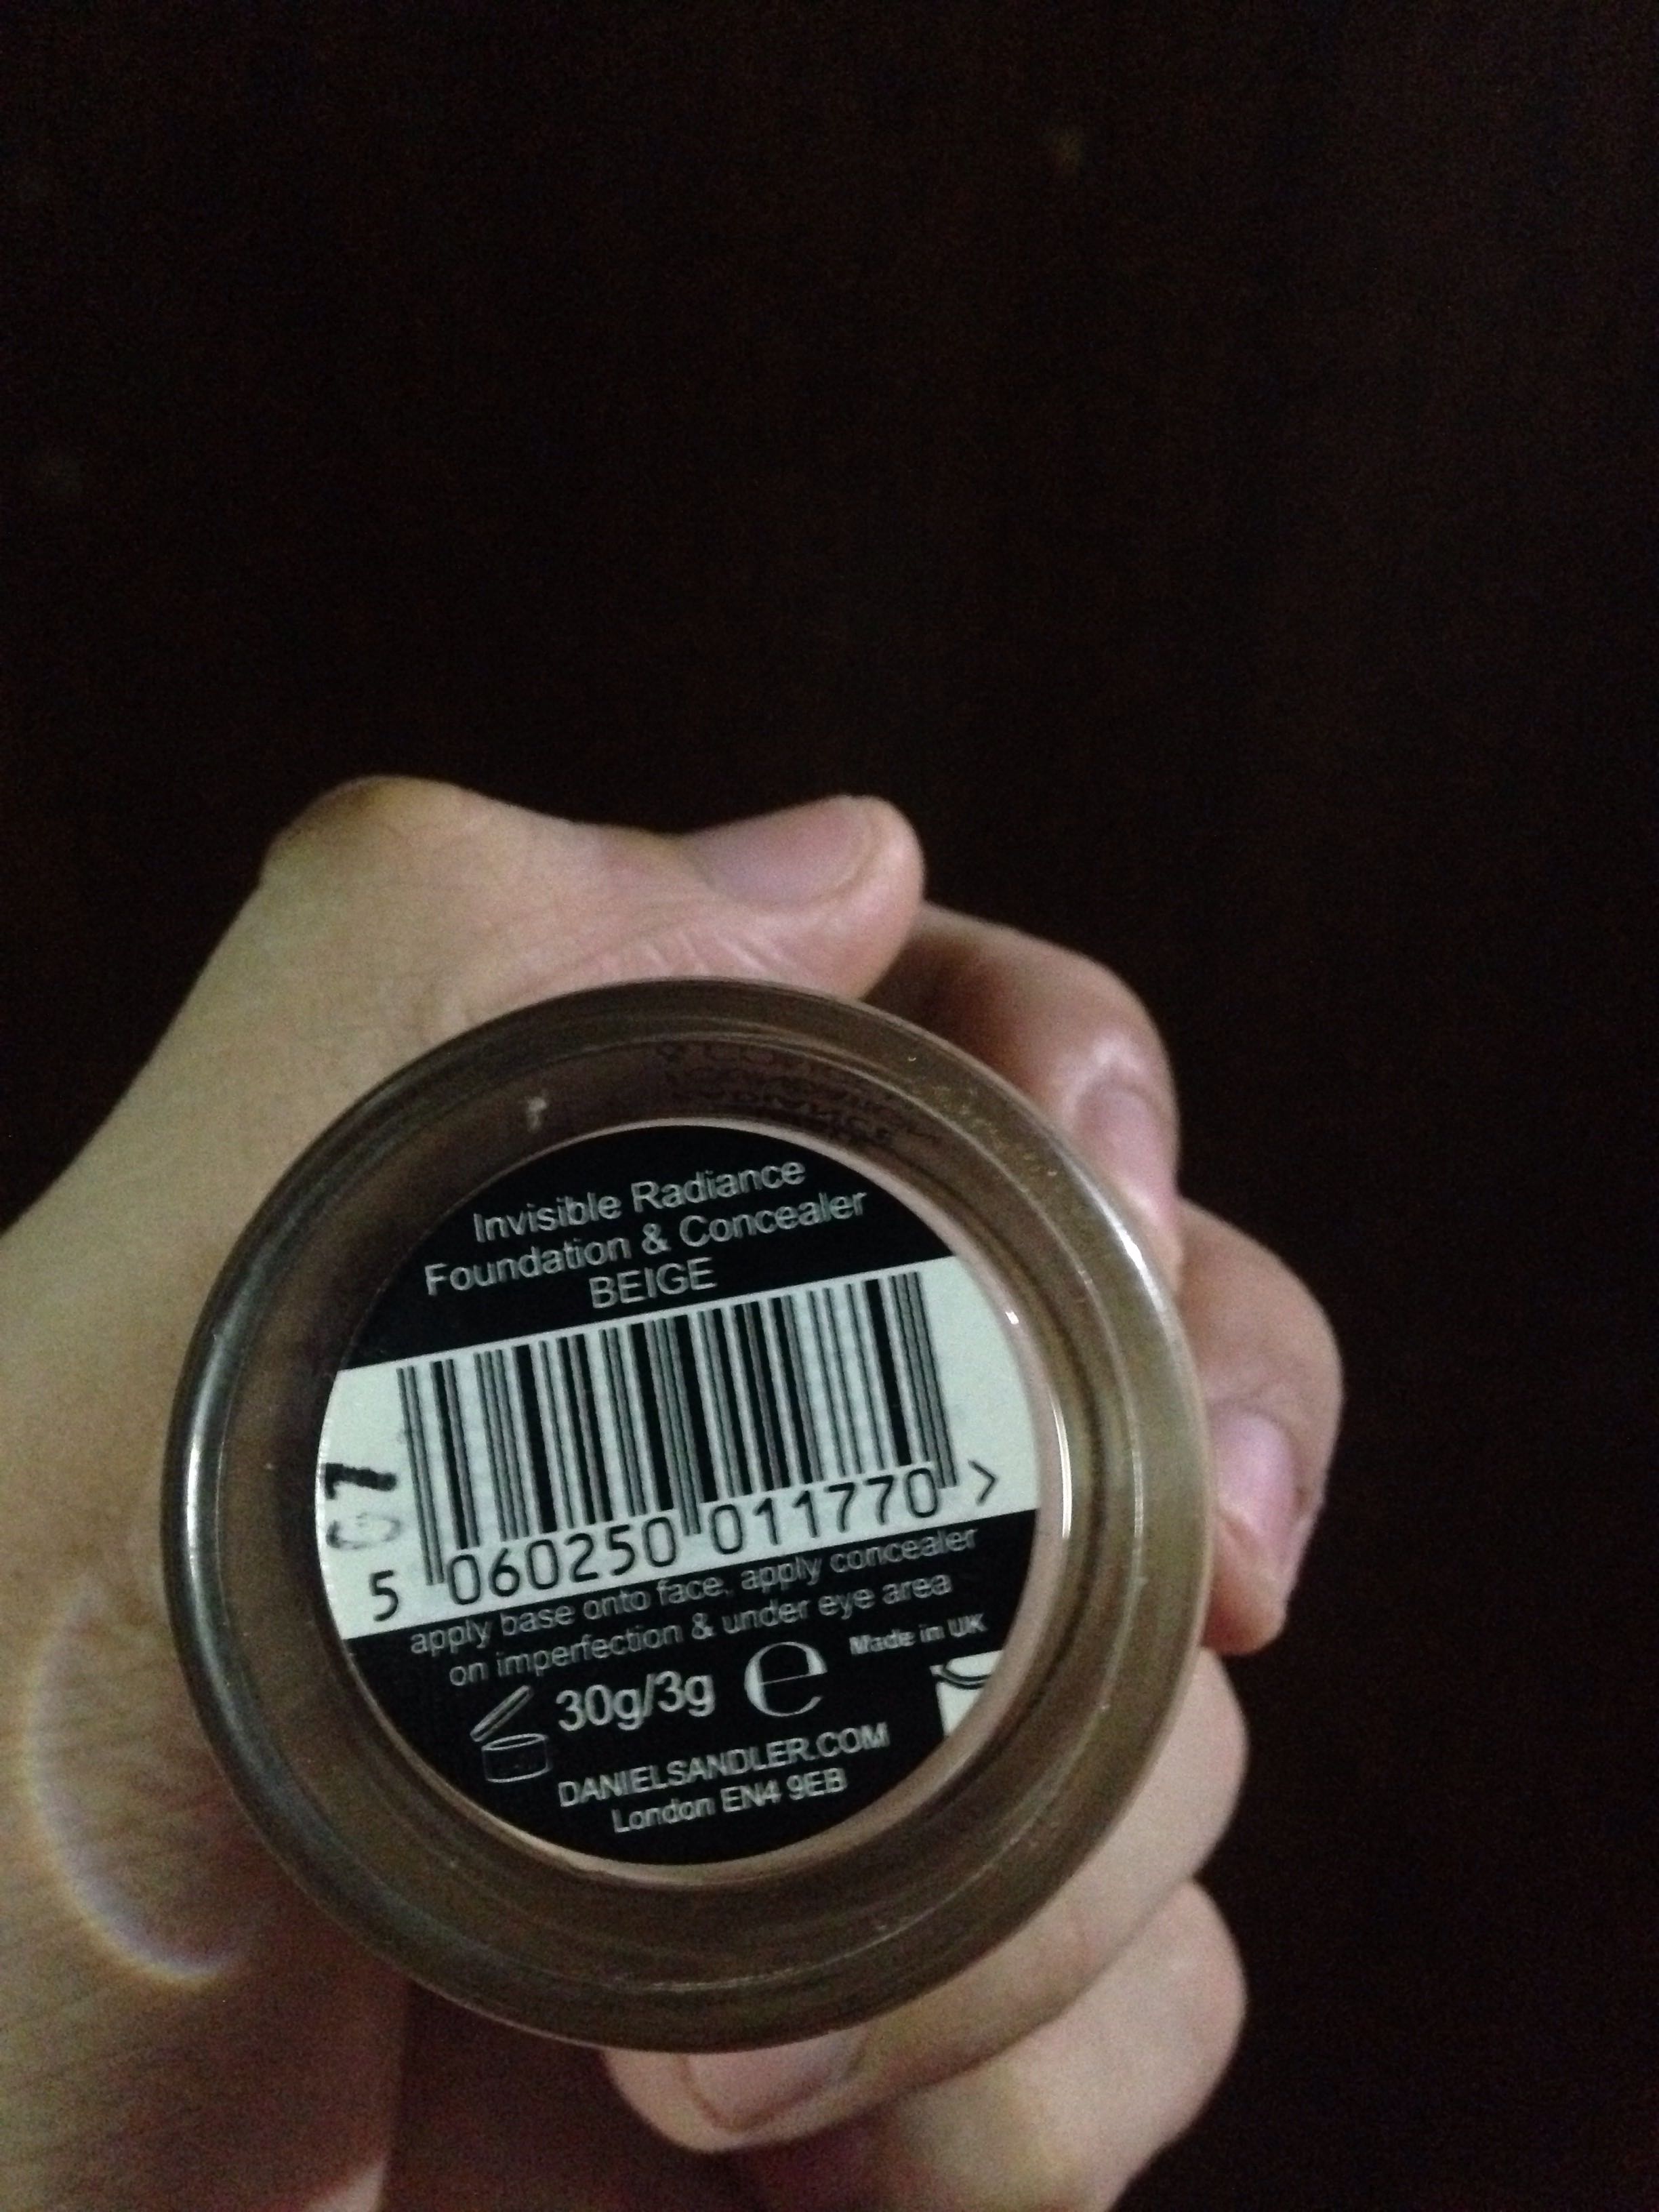 Invisible Radiance
Foundation & Concealer
BEIGE
5 060250 011770 >
apply base onto face, apply concealer
on imperfection & under eye area
30g/3g e Made in UK
DANIELSANDLER.COM
London EN4 9EB